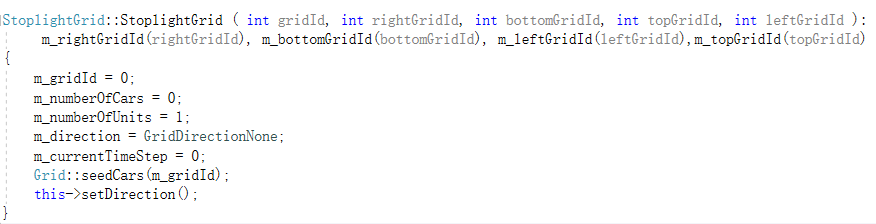 StoplightGrid::StoplightGrid ( int gridId, int rightGridId, int bottomGridId, int topGridId, int leftGridId ):
m_rightGridId(rightGridId), m_bottomGridId(bottomGridId), m_leftGridId(leftGridId),m_topGridId(topGridId)
{
m_gridId = 0;
m_numberOfCars = 0;
m_numberOfUnits = 1;
m_direction = GridDirectionNone;
m_currentTimeStep = 0;
Grid::seedCars(m_gridId);
this->setDirection();
}